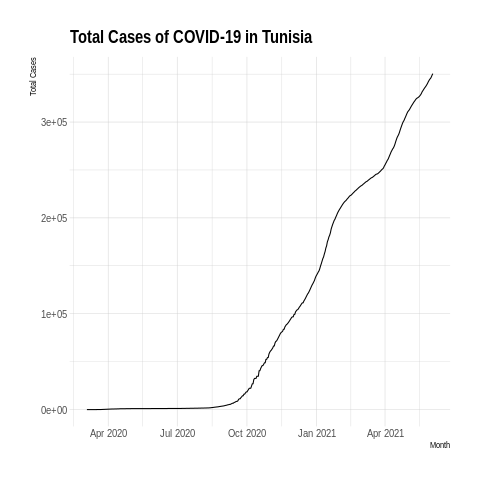 Total Cases of COVID-19 in Tunisia
Total Cases
3e+05
2e+05
1e+05
0e+00
Apr 2020 Jul 2020 Oct 2020 Jan 2021 Apr 2021
Month